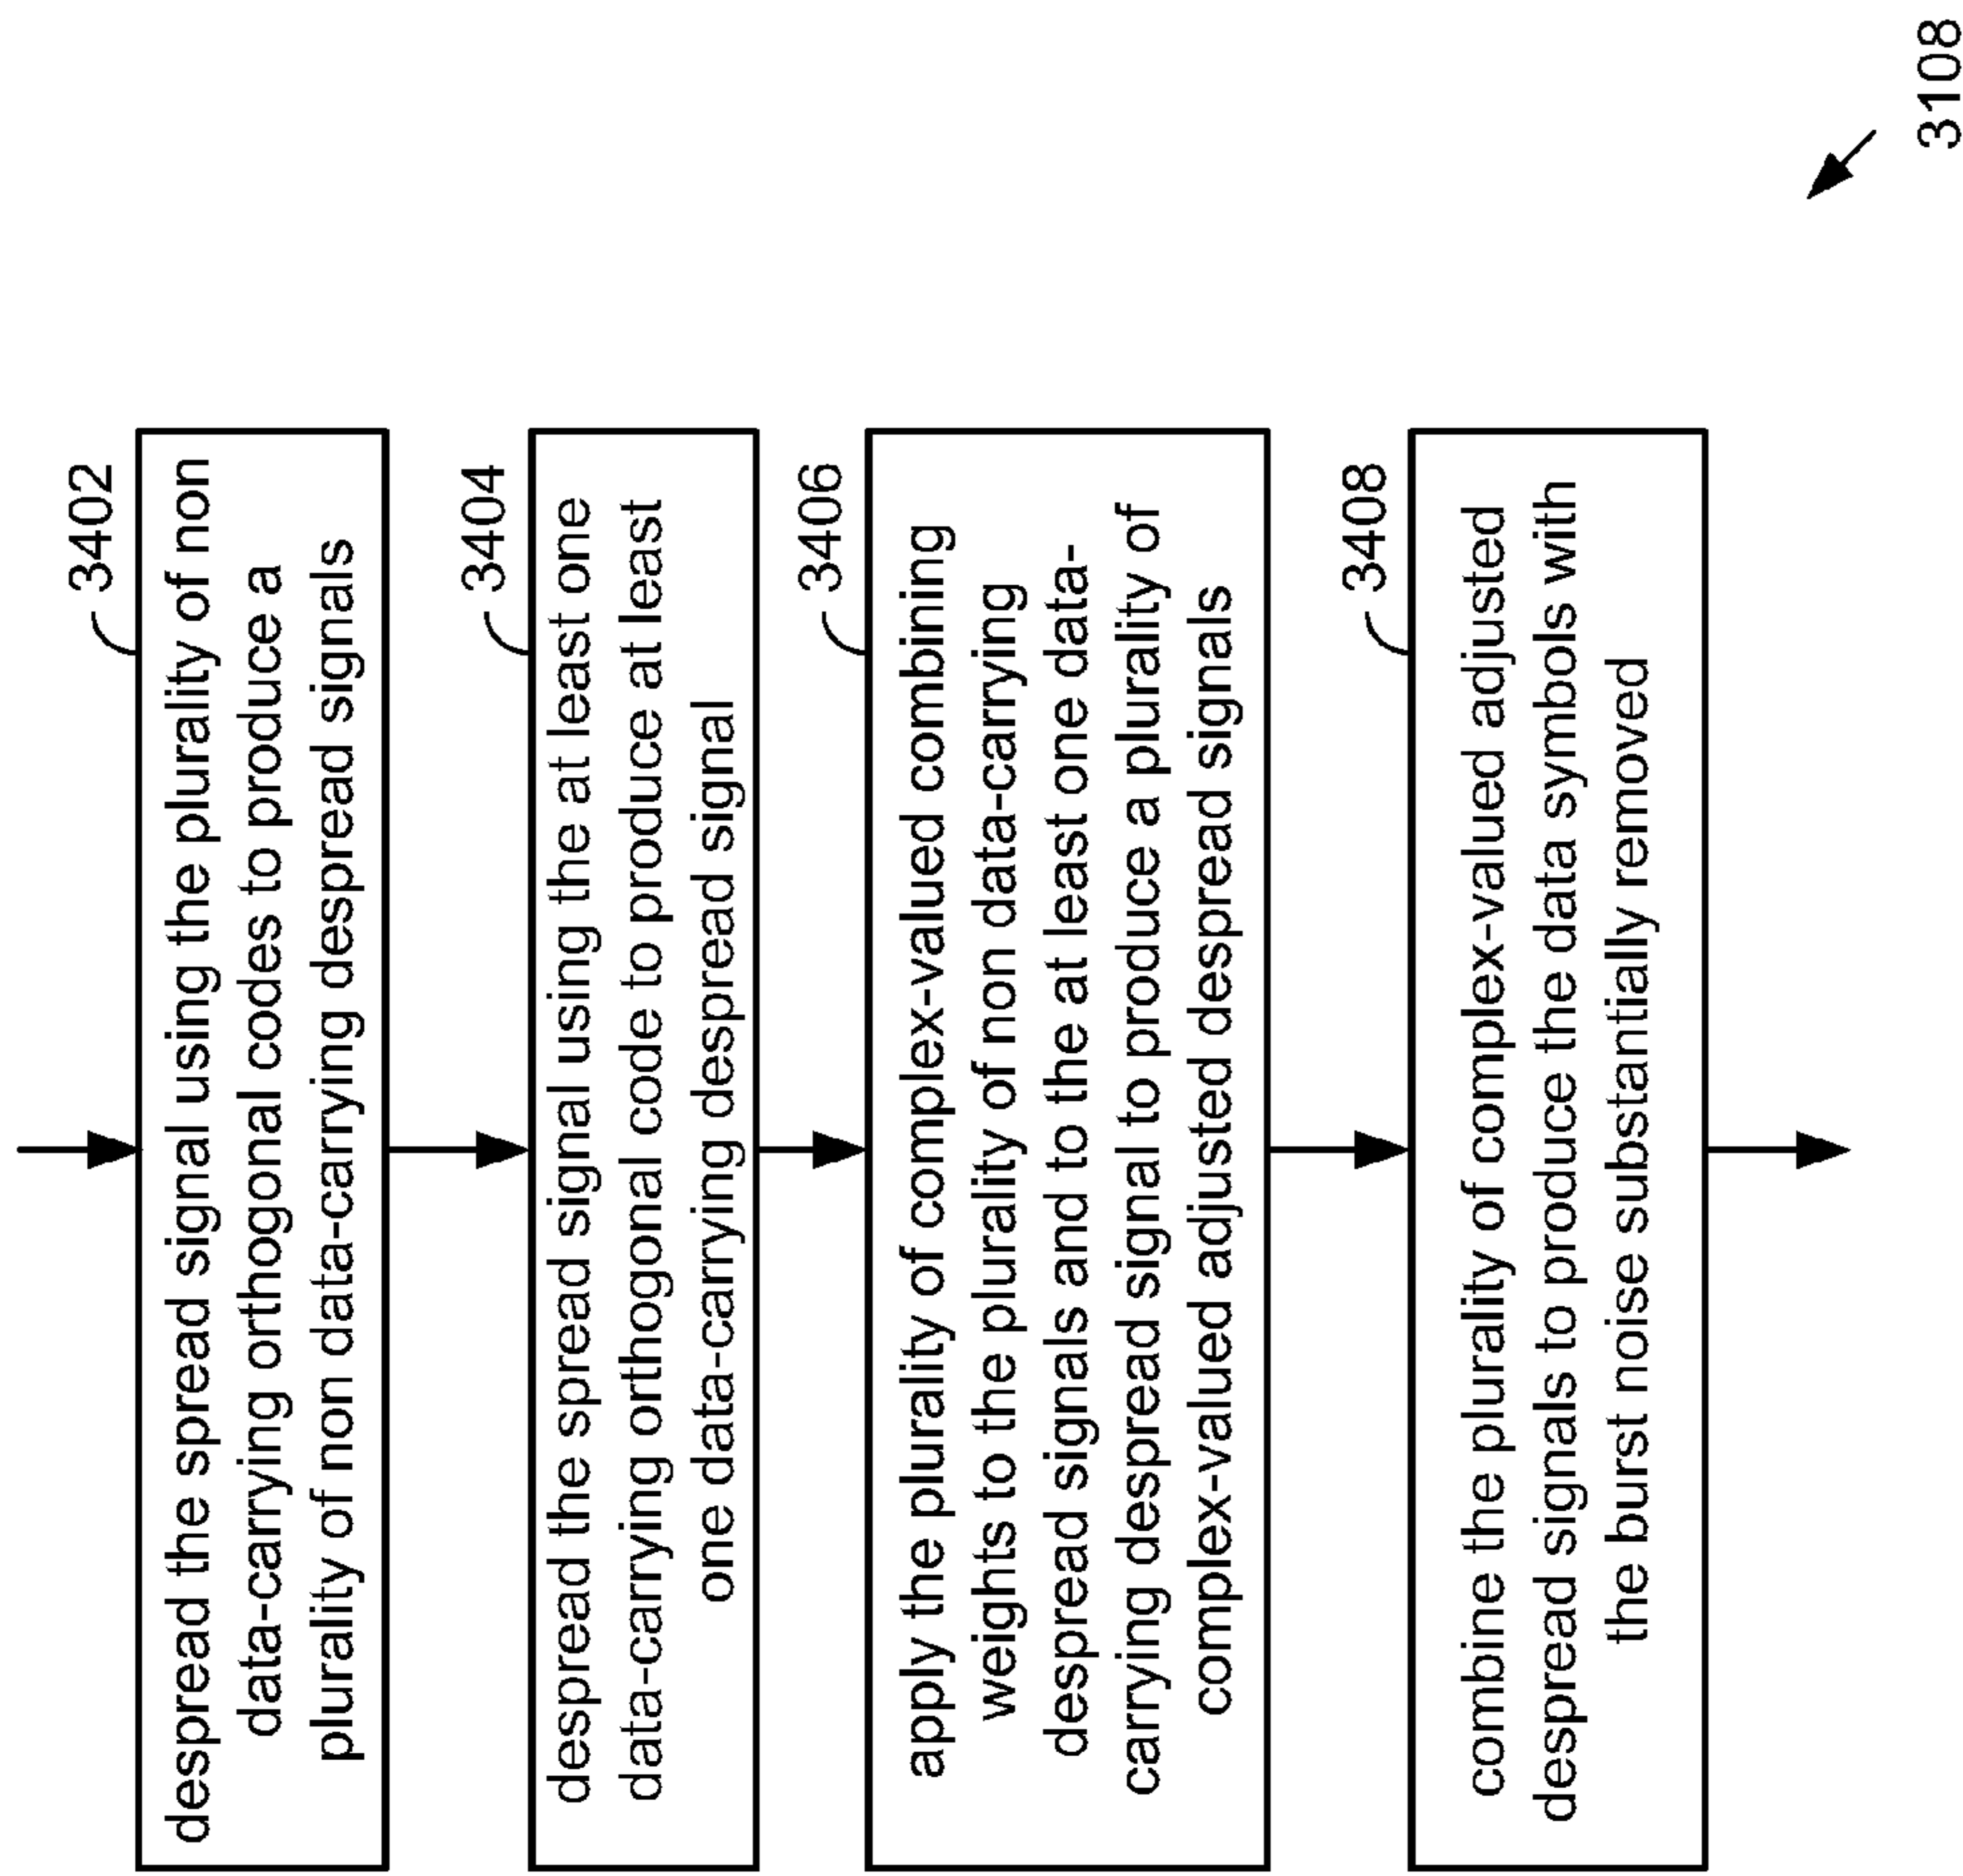 3402
despread the spread signal using the plurality of non
data-carrying orthogonal codes to produce a
plurality of non data-carrying despread signals
3404
despread the spread signal using the at least one
data-carrying orthogonal code to produce at least
one data-carrying despread signal
3406
apply the plurality of complex-valued combining
weights to the plurality of non data-carrying
despread signals and to the at least one data-
carrying despread signal to produce a plurality of
complex-valued adjusted despread signals
3408
combine the plurality of complex-valued adjusted
despread signals to produce the data symbols with
the burst noise substantially removed
3108